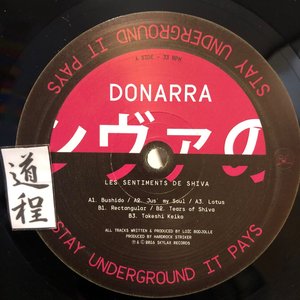 STAY UNDERGROUND IT PAYS
A SIDE - 33 RPM
DONARRA
シヴァの
LES SENTIMENTS DE SHIVA
A1. Bushido / A2. Jus' my Soul / A3. Lotus
B1. Rectangular / B2. Tears of Shiva
B3. Takeshi Keiko
ALL TRACKS WRITTEN & PRODUCED BY LOIC BODJOLLE
PRODUCED BY HARDROCK STRIKER
℗ & © 2016 SKYLAX RECORDS
STAY UNDERGROUND IT PAYS
道程